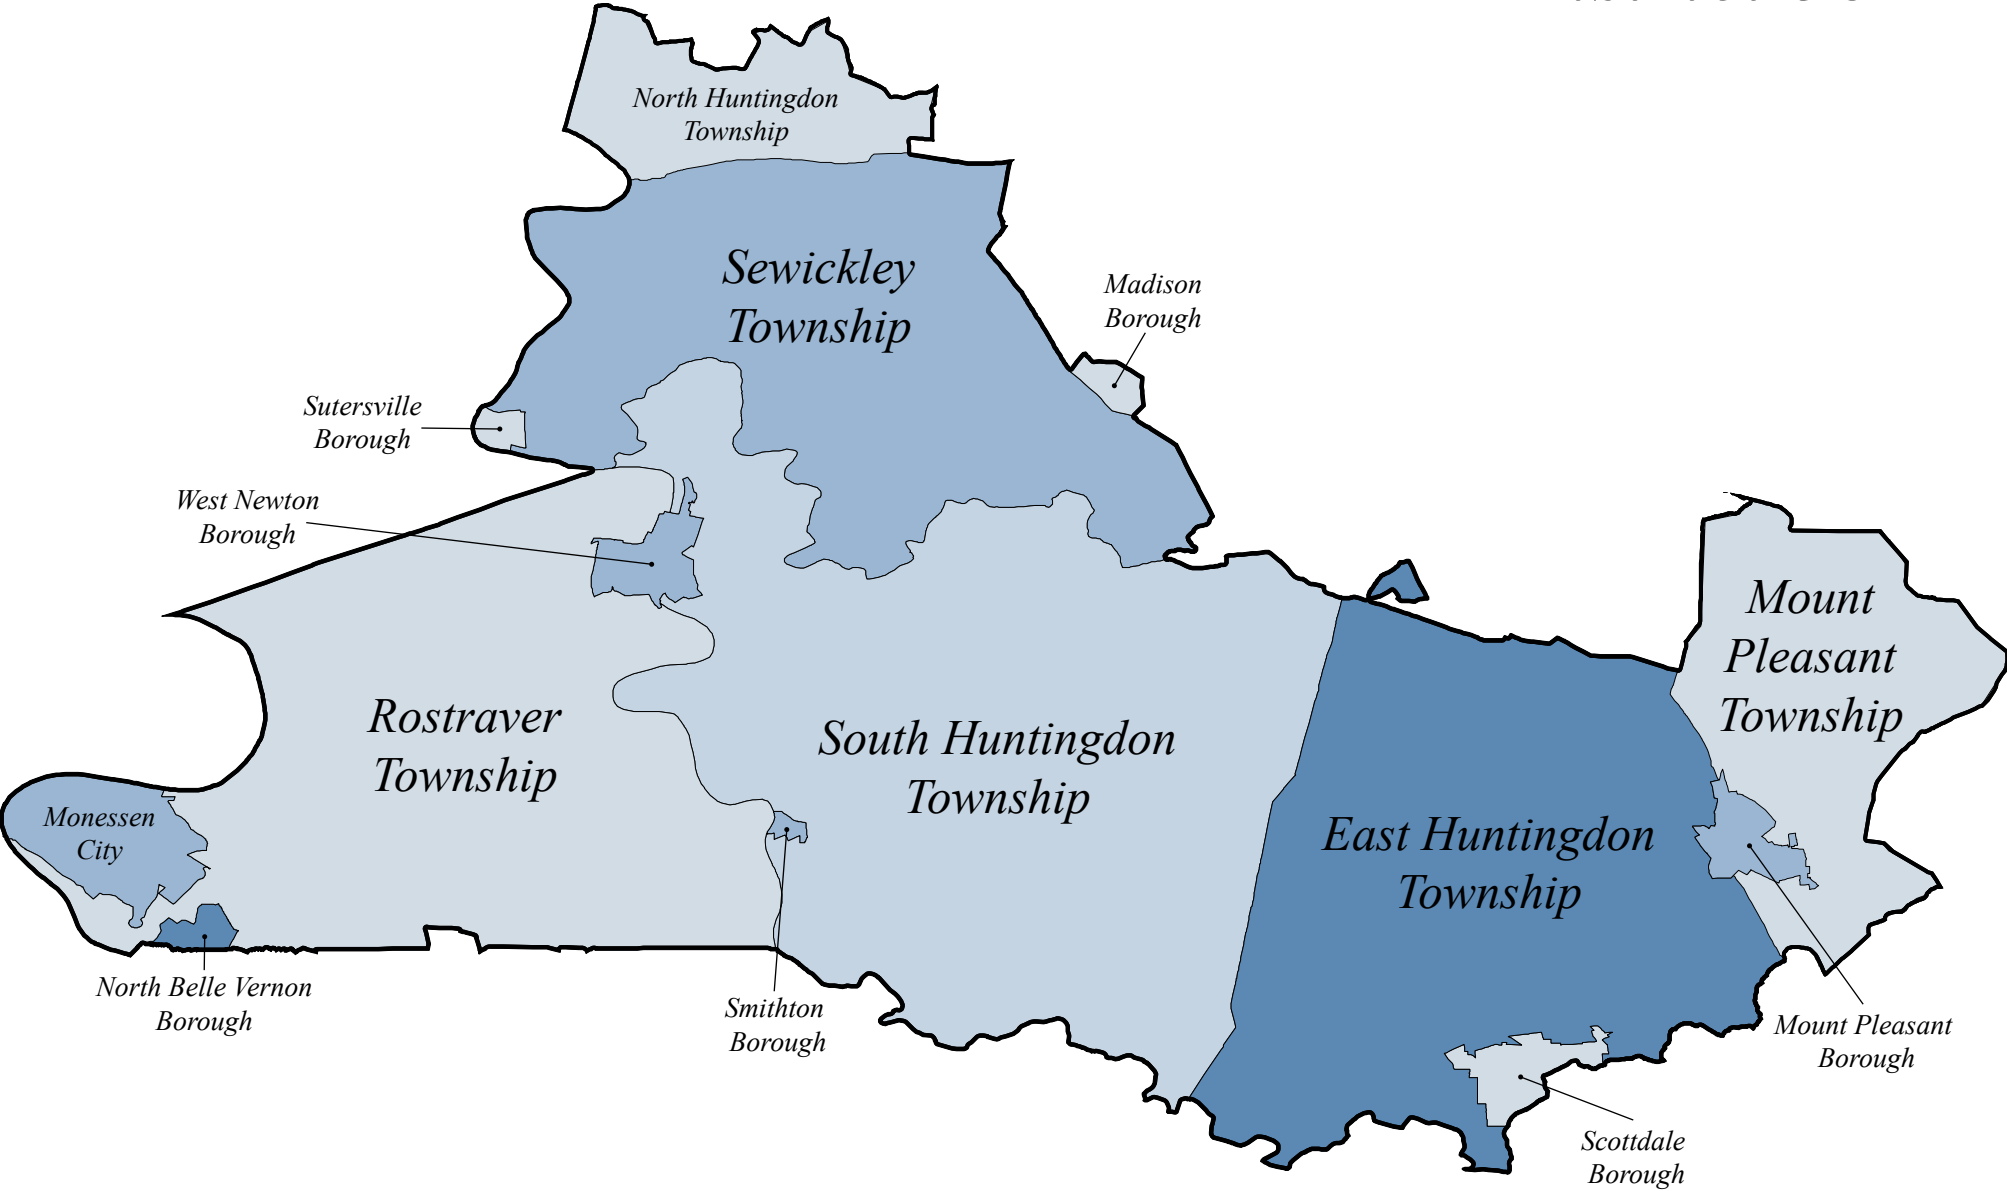 North Huntingdon
Township
Sewickley
Township
Madison
Borough
Sutersville
Borough
West Newton
Borough
Mount
Pleasant
Township
Rostraver
Township
South Huntingdon
Township
Monessen
City
East Huntingdon
Township
North Belle Vernon
Borough
Smithton
Borough
Mount Pleasant
Borough
Scottdale
Borough